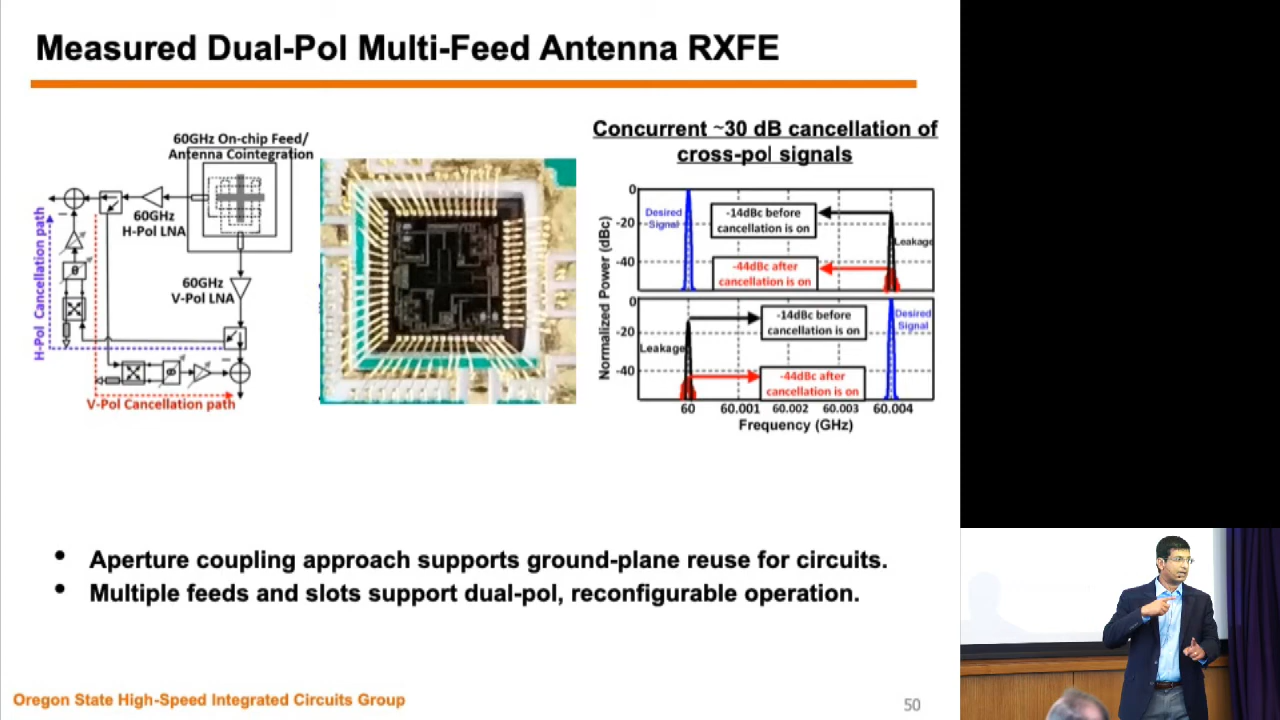 Measured Dual-Pol Multi-Feed Antenna RXFE
60GHz On-chip Feed/
Antenna Cointegration
60GHz
H-Pol LNA
60GHz
V-Pol LNA
H-Pol Cancellation path
θ
θ
V-Pol Cancellation path
Concurrent ~30 dB cancellation of
cross-pol signals
Normalized Power (dBc)
0
-20
-40
Desired
Signal
-14dBc before
cancellation is on
Leakage
-44dBc after
cancellation is on
0
-20
-40
-14dBc before
cancellation is on
Desired
Signal
Leakage
-44dBc after
cancellation is on
60 60.001 60.002 60.003 60.004
Frequency (GHz)
• Aperture coupling approach supports ground-plane reuse for circuits.
• Multiple feeds and slots support dual-pol, reconfigurable operation.
Oregon State High-Speed Integrated Circuits Group
50